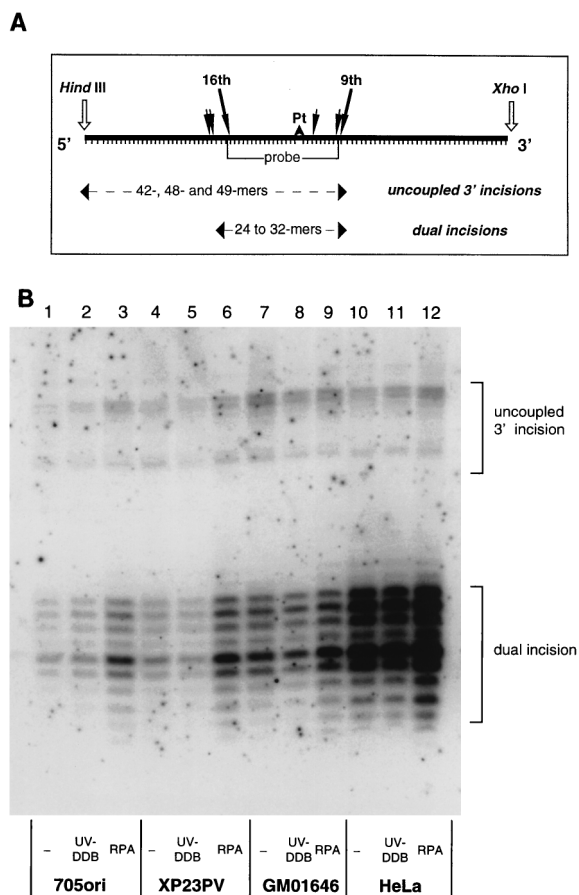 A
Hind III
16th
9th
Xho I
Pt
5'
3'
probe
42-, 48- and 49-mers
uncoupled 3' incisions
24 to 32-mers
dual incisions
B
1 2 3 4 5 6 7 8 9 10 11 12
uncoupled
3' incision
dual incision
– UV-DDB RPA – UV-DDB RPA – UV-DDB RPA – UV-DDB RPA
705ori XP23PV GM01646 HeLa